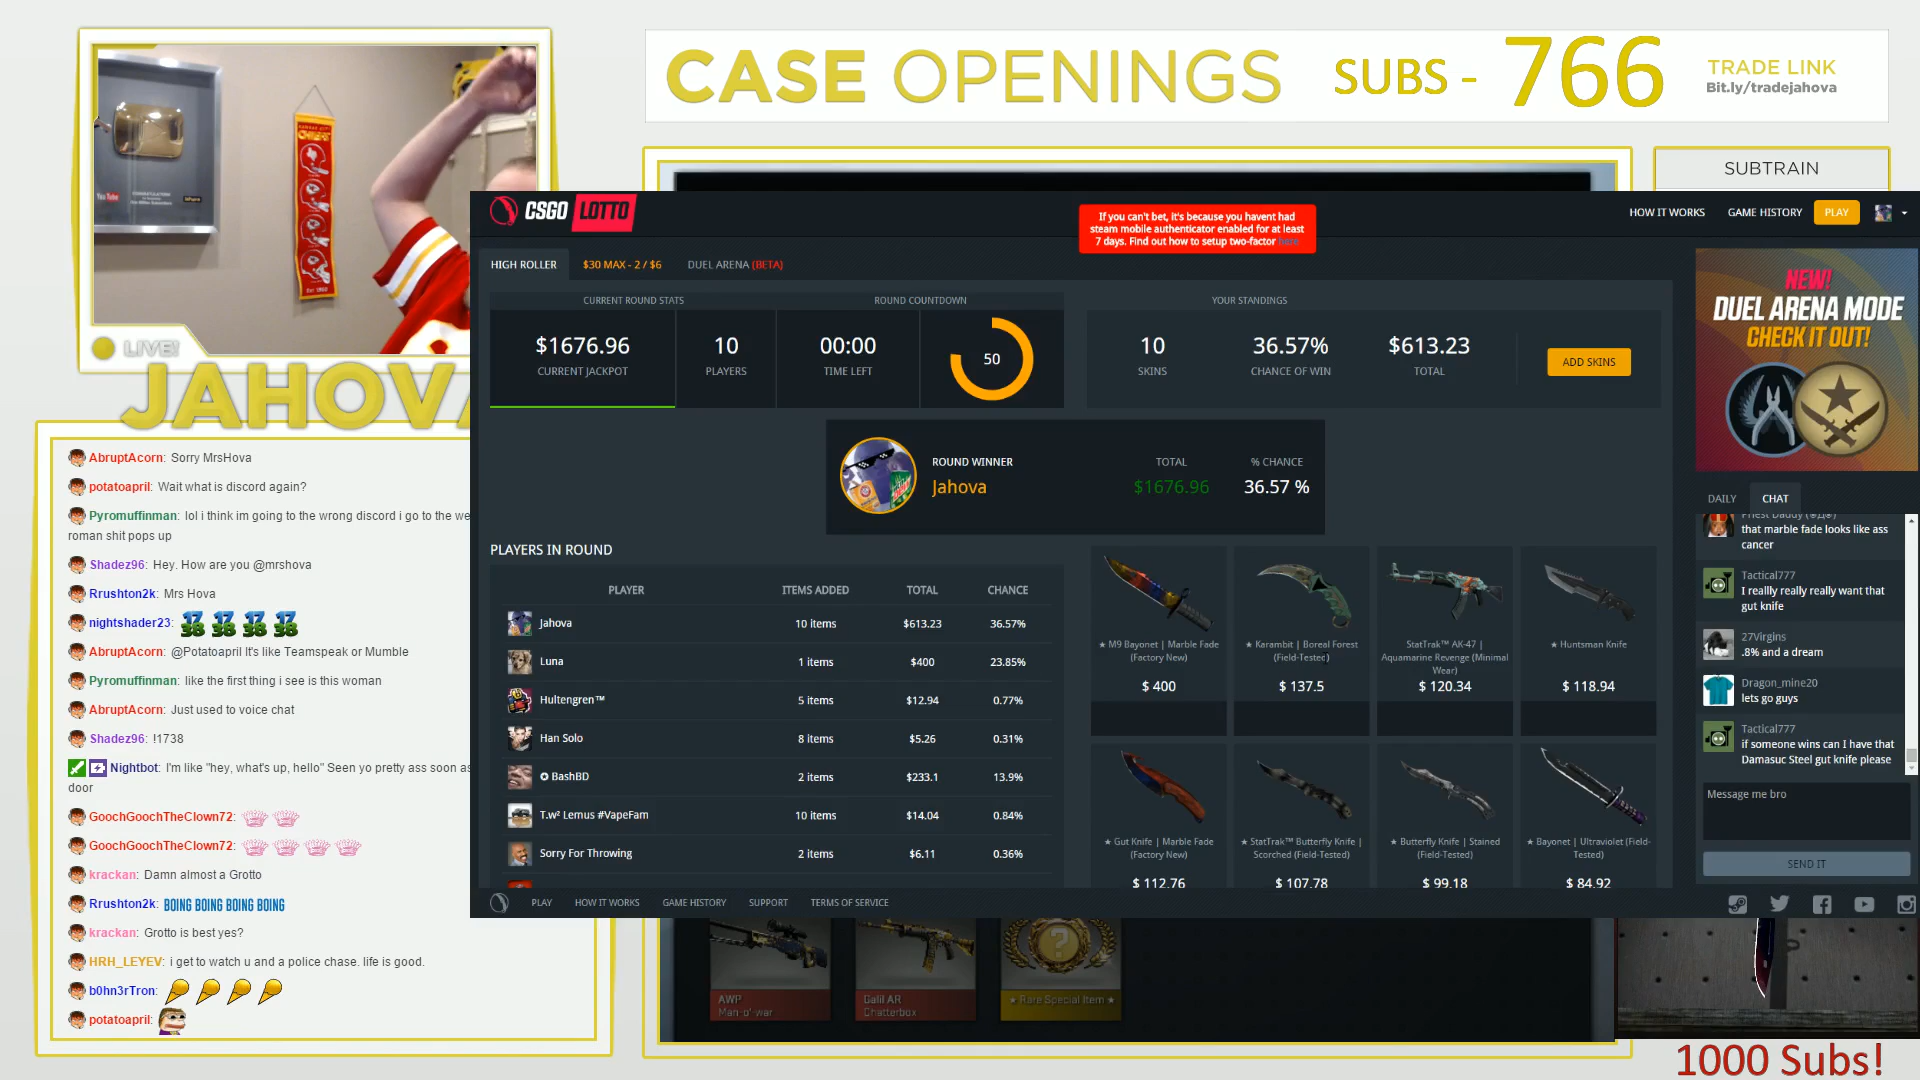 CASE OPENINGS
SUBS - 766
TRADE LINK
Bit.ly/tradejahova
SUBTRAIN
KANSAS CITY
CHIEFS
YouTube
CONGRATULATIONS
LIVE!
JAHOVA
AbruptAcorn: Sorry MrsHova
potatoapril: Wait what is discord again?
Pyromuffinman: lol i think im going to the wrong discord i go to the we
roman shit pops up
Shadez96: Hey. How are you @mrshova
Rrushton2k: Mrs Hova
nightshader23: 1738 1738 1738 1738
AbruptAcorn: @Potatoapril It's like Teamspeak or Mumble
Pyromuffinman: like the first thing i see is this woman
AbruptAcorn: Just used to voice chat
Shadez96: !1738
Nightbot: I'm like "hey, what's up, hello" Seen yo pretty ass soon as
door
GoochGoochTheClown72:
GoochGoochTheClown72:
krackan: Damn almost a Grotto
Rrushton2k: BOING BOING BOING BOING
krackan: Grotto is best yes?
HRH_LEYEV: i get to watch u and a police chase. life is good.
b0hn3rTron:
potatoapril:
CSGO LOTTO
If you can't bet, it's because you havent had
steam mobile authenticator enabled for at least
7 days. Find out how to setup two-factor here
HOW IT WORKS
GAME HISTORY
PLAY
HIGH ROLLER
$30 MAX - 2 / $6
DUEL ARENA (BETA)
CURRENT ROUND STATS
ROUND COUNTDOWN
YOUR STANDINGS
$1676.96
CURRENT JACKPOT
10
PLAYERS
00:00
TIME LEFT
50
10
SKINS
36.57%
CHANCE OF WIN
$613.23
TOTAL
ADD SKINS
ROUND WINNER
Jahova
TOTAL
$1676.96
% CHANCE
36.57 %
PLAYERS IN ROUND
PLAYER ITEMS ADDED TOTAL CHANCE
Jahova 10 items $613.23 36.57%
Luna 1 items $400 23.85%
Hultengren™ 5 items $12.94 0.77%
Han Solo 8 items $5.26 0.31%
✪ BashBD 2 items $233.1 13.9%
T.w² Lemus #VapeFam 10 items $14.04 0.84%
Sorry For Throwing 2 items $6.11 0.36%
★ M9 Bayonet | Marble Fade
(Factory New)
$ 400
★ Karambit | Boreal Forest
(Field-Tested)
$ 137.5
StatTrak™ AK-47 |
Aquamarine Revenge (Minimal
Wear)
$ 120.34
★ Huntsman Knife
$ 118.94
★ Gut Knife | Marble Fade
(Factory New)
$ 112.76
★ StatTrak™ Butterfly Knife |
Scorched (Field-Tested)
$ 107.78
★ Butterfly Knife | Stained
(Field-Tested)
$ 99.18
★ Bayonet | Ultraviolet (Field-
Tested)
$ 84.92
PLAY
HOW IT WORKS
GAME HISTORY
SUPPORT
TERMS OF SERVICE
NEW!
DUEL ARENA MODE
CHECK IT OUT!
DAILY
CHAT
that marble fade looks like ass
cancer
Tactical777
I reallly really really want that
gut knife
27Virgins
.8% and a dream
Dragon_mine20
lets go guys
Tactical777
if someone wins can I have that
Damasuc Steel gut knife please
Message me bro
SEND IT
AWP
Man-o'-war
Galil AR
Chatterbox
★ Rare Special Item ★
1000 Subs!